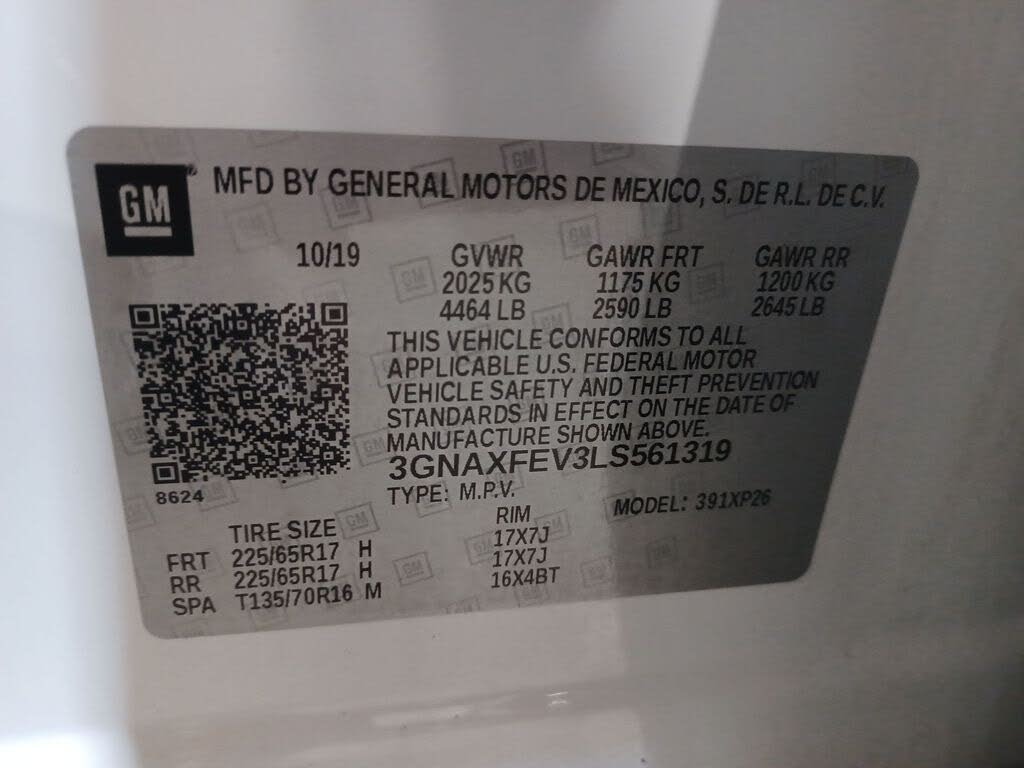 GM MFD BY GENERAL MOTORS DE MEXICO, S. DE R.L. DE C.V.
10/19 GVWR GAWR FRT GAWR RR
2025 KG 1175 KG 1200 KG
4464 LB 2590 LB 2645 LB
THIS VEHICLE CONFORMS TO ALL
APPLICABLE U.S. FEDERAL MOTOR
VEHICLE SAFETY AND THEFT PREVENTION
STANDARDS IN EFFECT ON THE DATE OF
MANUFACTURE SHOWN ABOVE.
3GNAXFEV3LS561319
8624 TYPE: M.P.V. MODEL: 391XP26
TIRE SIZE RIM
FRT 225/65R17 H 17X7J
RR 225/65R17 H 17X7J
SPA T135/70R16 M 16X4BT